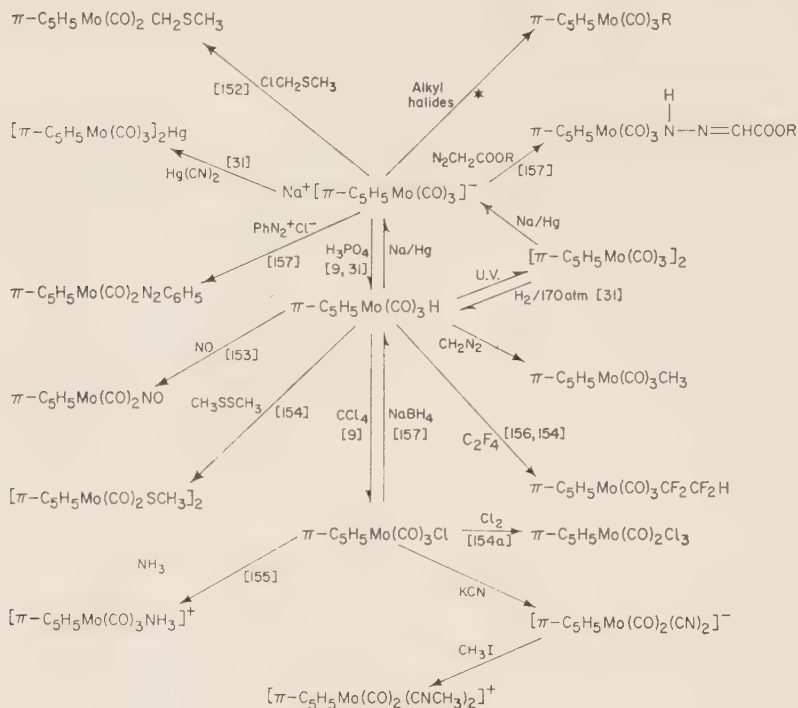 π–C₅H₅Mo(CO)₂ CH₂SCH₃
π–C₅H₅Mo(CO)₃R
[152]
ClCH₂SCH₃
Alkyl
halides
*
[π–C₅H₅Mo(CO)₃]₂Hg
H
π–C₅H₅Mo(CO)₃ N–N=CHCOOR
[31]
Hg(CN)₂
N₂CH₂COOR
[157]
Na⁺[π–C₅H₅Mo(CO)₃]⁻
PhN₂⁺Cl⁻
[157]
H₃PO₄
[9, 31]
Na/Hg
Na/Hg
[π–C₅H₅Mo(CO)₃]₂
U.V.
H₂/170atm [31]
π–C₅H₅Mo(CO)₂N₂C₆H₅
π–C₅H₅Mo(CO)₃H
NO
[153]
CH₂N₂
π–C₅H₅Mo(CO)₂NO
π–C₅H₅Mo(CO)₃CH₃
CH₃SSCH₃
[154]
CCl₄
[9]
NaBH₄
[157]
C₂F₄
[156, 154]
[π–C₅H₅Mo(CO)₂SCH₃]₂
π–C₅H₅Mo(CO)₃CF₂CF₂H
π–C₅H₅Mo(CO)₃Cl
Cl₂
[154a]
π–C₅H₅Mo(CO)₂Cl₃
NH₃
[155]
KCN
[π–C₅H₅Mo(CO)₃NH₃]⁺
[π–C₅H₅Mo(CO)₂(CN)₂]⁻
CH₃I
[π–C₅H₅Mo(CO)₂(CNCH₃)₂]⁺